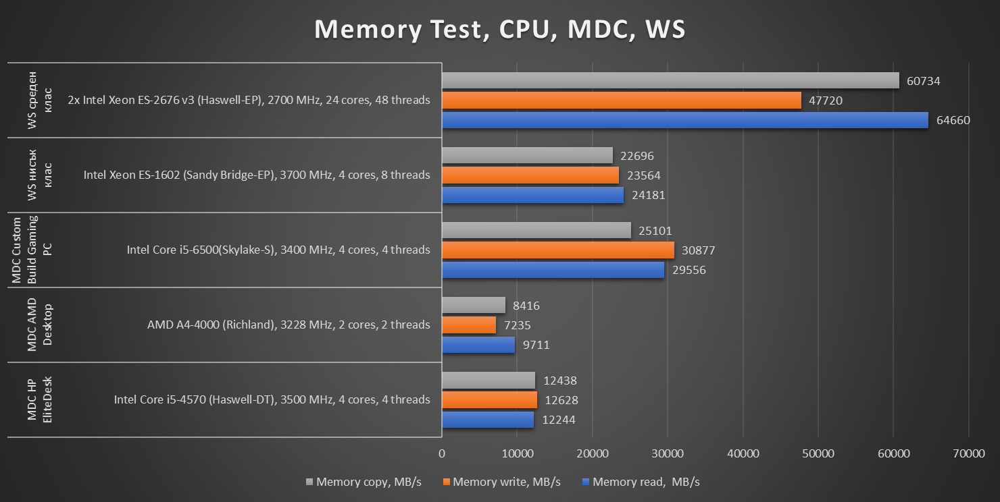 Memory Test, CPU, MDC, WS
WS среден
клас
2x Intel Xeon ES-2676 v3 (Haswell-EP), 2700 MHz, 24 cores, 48 threads
60734
47720
64660
WS нисък
клас
Intel Xeon ES-1602 (Sandy Bridge-EP), 3700 MHz, 4 cores, 8 threads
22696
23564
24181
MDC Custom
Build Gaming
PC
Intel Core i5-6500(Skylake-S), 3400 MHz, 4 cores, 4 threads
25101
30877
29556
MDC AMD
Desktop
AMD A4-4000 (Richland), 3228 MHz, 2 cores, 2 threads
8416
7235
9711
MDC HP
EliteDesk
Intel Core i5-4570 (Haswell-DT), 3500 MHz, 4 cores, 4 threads
12438
12628
12244
0 10000 20000 30000 40000 50000 60000 70000
Memory copy, MB/s Memory write, MB/s Memory read, MB/s